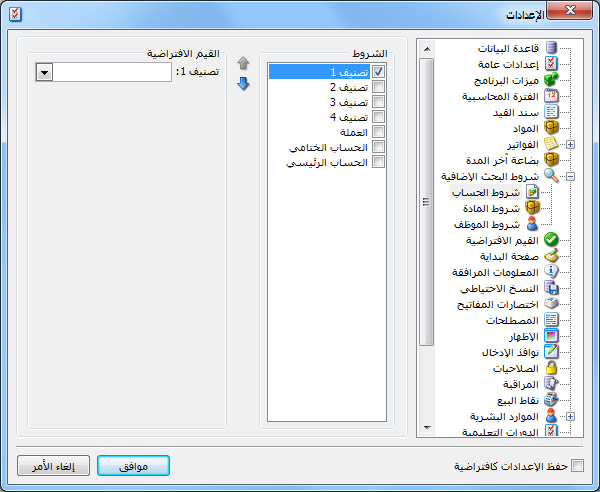 الإعدادات
قاعدة البيانات
إعدادات عامة
ميزات البرنامج
الفترة المحاسبية
سند القيد
المواد
الفواتير
بضاعة آخر المدة
شروط البحث الإضافية
شروط الحساب
شروط المادة
شروط الموظف
القيم الافتراضية
صفحة البداية
المعلومات المرافقة
النسخ الاحتياطي
اختصارات المفاتيح
المصطلحات
الإظهار
نوافذ الإدخال
الصلاحيات
المراقبة
نقاط البيع
الموارد البشرية
الدورات التعليمية
الشروط
تصنيف 1
تصنيف 2
تصنيف 3
تصنيف 4
العملة
الحساب الختامي
الحساب الرئيسي
القيم الافتراضية
تصنيف 1:
حفظ الإعدادات كافتراضية
موافق
إلغاء الأمر